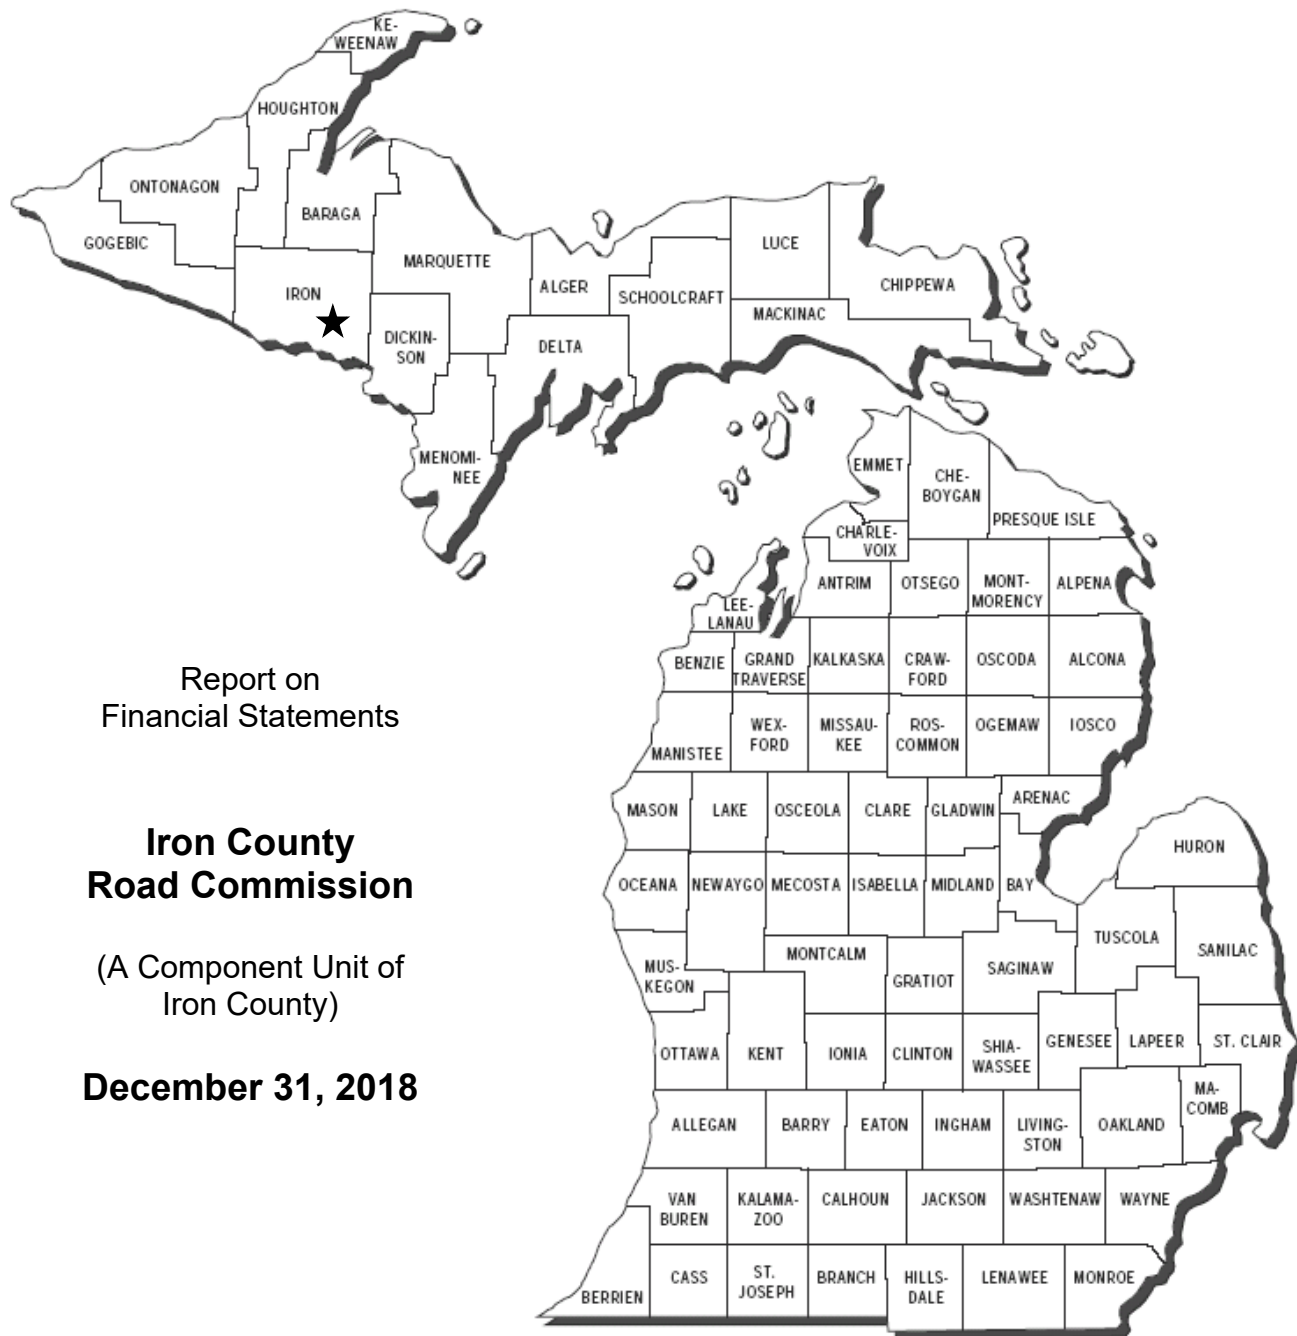 KE-
WEENAW
HOUGHTON
ONTONAGON
BARAGA
GOGEBIC
MARQUETTE
LUCE
IRON
ALGER
SCHOOLCRAFT
CHIPPEWA
MACKINAC
DICKIN-
SON
DELTA
MENOMI-
NEE
EMMET
CHE-
BOYGAN
PRESQUE ISLE
CHARLE-
VOIX
ANTRIM
OTSEGO
MONT-
MORENCY
ALPENA
LEE-
LANAU
BENZIE
GRAND
TRAVERSE
KALKASKA
CRAW-
FORD
OSCODA
ALCONA
Report on
Financial Statements
MANISTEE
WEX-
FORD
MISSAU-
KEE
ROS-
COMMON
OGEMAW
IOSCO
MASON
LAKE
OSCEOLA
CLARE
GLADWIN
ARENAC
Iron County
Road Commission
HURON
OCEANA
NEWAYGO
MECOSTA
ISABELLA
MIDLAND
BAY
TUSCOLA
SANILAC
(A Component Unit of
Iron County)
MUS-
KEGON
MONTCALM
GRATIOT
SAGINAW
OTTAWA
KENT
IONIA
CLINTON
SHIA-
WASSEE
GENESEE
LAPEER
ST. CLAIR
December 31, 2018
MA-
COMB
ALLEGAN
BARRY
EATON
INGHAM
LIVING-
STON
OAKLAND
VAN
BUREN
KALAMA-
ZOO
CALHOUN
JACKSON
WASHTENAW
WAYNE
BERRIEN
CASS
ST.
JOSEPH
BRANCH
HILLS-
DALE
LENAWEE
MONROE